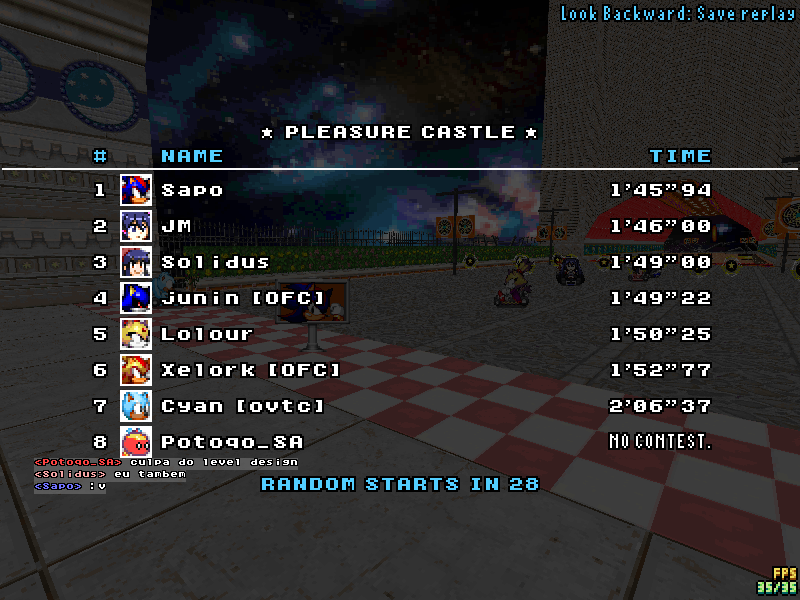 Look Backward: Save replay
★ PLEASURE CASTLE ★
# NAME TIME
1 Sapo 1'45"94
2 JM 1'46"00
3 Solidus 1'49"00
4 Junin [OFC] 1'49"22
5 Lolour 1'50"25
6 Xelork [OFC] 1'52"77
7 Cyan [ovtc] 2'06"37
8 Potoqo_SA NO CONTEST.
<Potoqo_SA> culpa do level design
<Solidus> eu tambem
<Sapo> :v
RANDOM STARTS IN 28
FPS
35/35